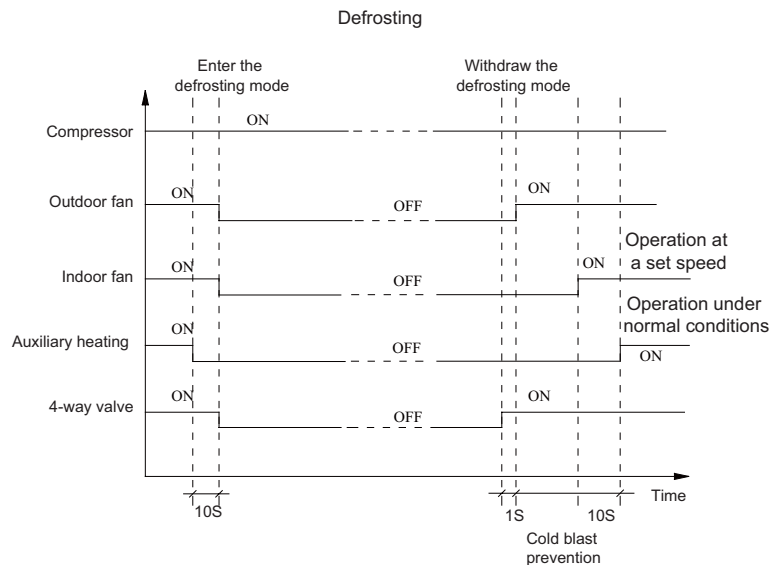 Defrosting
Enter the
defrosting mode
Withdraw the
defrosting mode
Compressor
ON
Outdoor fan
ON
OFF
ON
Indoor fan
ON
OFF
ON
Operation at
a set speed
Auxiliary heating
ON
OFF
ON
Operation under
normal conditions
4-way valve
ON
OFF
ON
Time
10S
1S
10S
Cold blast
prevention